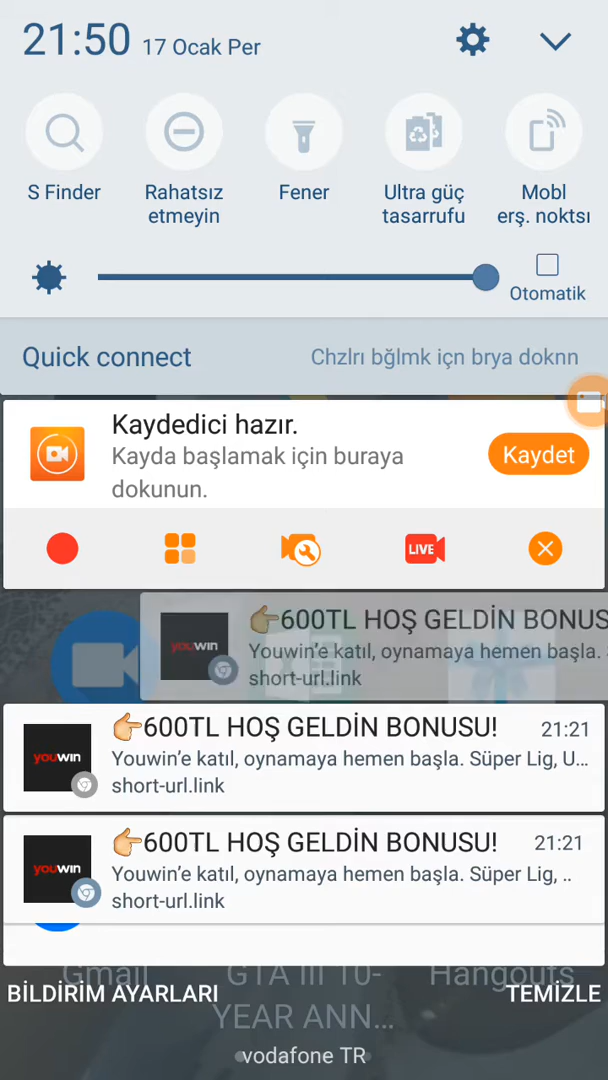 21:50 17 Ocak Per
S Finder
Rahatsız
etmeyin
Fener
Ultra güç
tasarrufu
Mobl
erş. noktsı
Otomatik
Quick connect Chzlrı bğlmk içn brya doknn
Kaydedici hazır.
Kayda başlamak için buraya
dokunun.
Kaydet
LIVE
👉600TL HOŞ GELDİN BONUS
youwin
Youwin’e katıl, oynamaya hemen başla.
short-url.link
👉600TL HOŞ GELDİN BONUSU! 21:21
youwin
Youwin’e katıl, oynamaya hemen başla. Süper Lig, U...
short-url.link
👉600TL HOŞ GELDİN BONUSU! 21:21
youwin
Youwin’e katıl, oynamaya hemen başla. Süper Lig, ..
short-url.link
Gmail
GTA III 10-
YEAR ANN...
Hangouts
BİLDİRİM AYARLARI TEMİZLE
vodafone TR